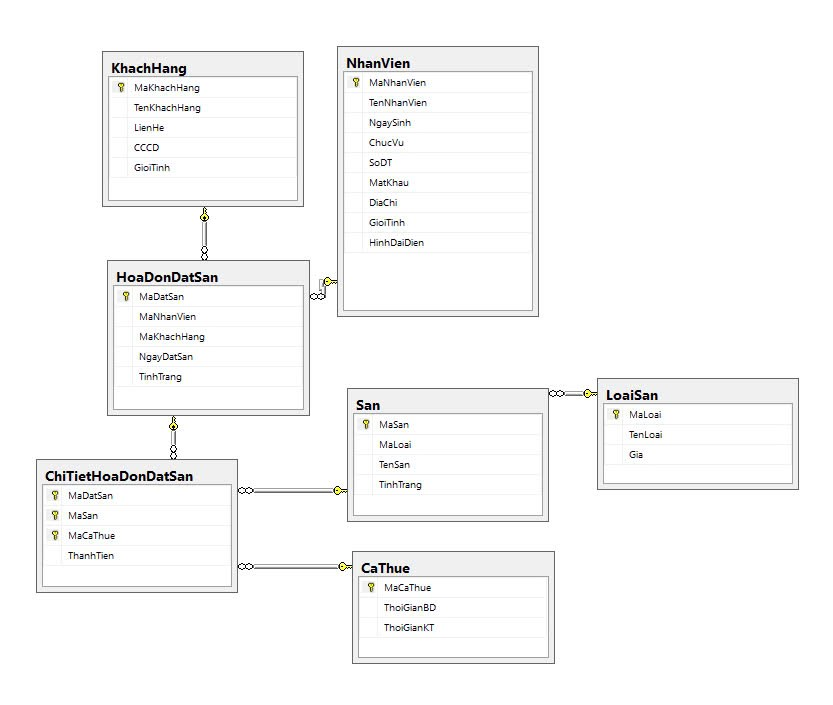 KhachHang
MaKhachHang
TenKhachHang
LienHe
CCCD
GioiTinh
NhanVien
MaNhanVien
TenNhanVien
NgaySinh
ChucVu
SoDT
MatKhau
DiaChi
GioiTinh
HinhDaiDien
HoaDonDatSan
MaDatSan
MaNhanVien
MaKhachHang
NgayDatSan
TinhTrang
San
MaSan
MaLoai
TenSan
TinhTrang
LoaiSan
MaLoai
TenLoai
Gia
ChiTietHoaDonDatSan
MaDatSan
MaSan
MaCaThue
ThanhTien
CaThue
MaCaThue
ThoiGianBD
ThoiGianKT